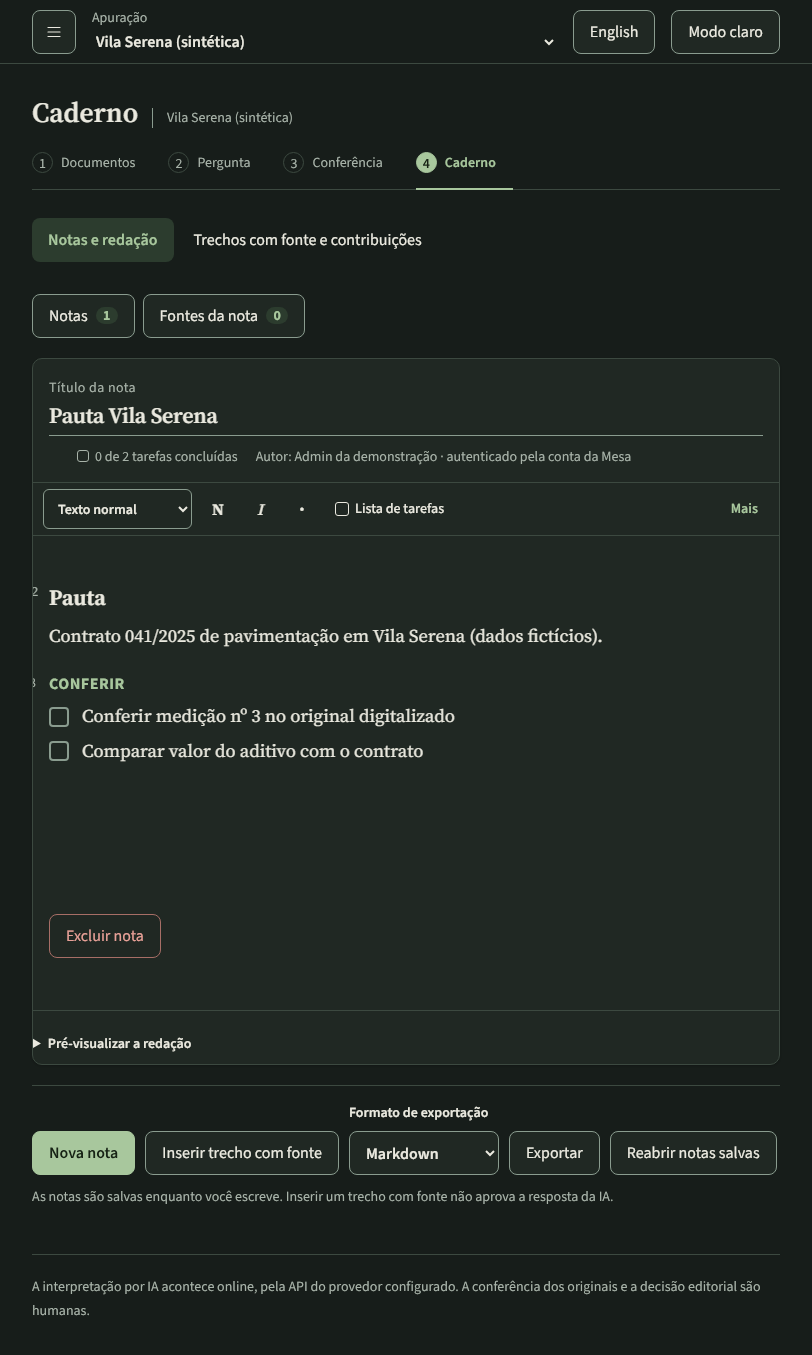 Apuração
Vila Serena (sintética)
English
Modo claro
Caderno
Vila Serena (sintética)
1 Documentos
2 Pergunta
3 Conferência
4 Caderno
Notas e redação
Trechos com fonte e contribuições
Notas 1
Fontes da nota 0
Título da nota
Pauta Vila Serena
0 de 2 tarefas concluídas Autor: Admin da demonstração · autenticado pela conta da Mesa
Texto normal N I • Lista de tarefas Mais
2 Pauta
Contrato 041/2025 de pavimentação em Vila Serena (dados fictícios).
3 CONFERIR
Conferir medição nº 3 no original digitalizado
Comparar valor do aditivo com o contrato
Excluir nota
Pré-visualizar a redação
Formato de exportação
Nova nota Inserir trecho com fonte Markdown Exportar Reabrir notas salvas
As notas são salvas enquanto você escreve. Inserir um trecho com fonte não aprova a resposta da IA.
A interpretação por IA acontece online, pela API do provedor configurado. A conferência dos originais e a decisão editorial são
humanas.